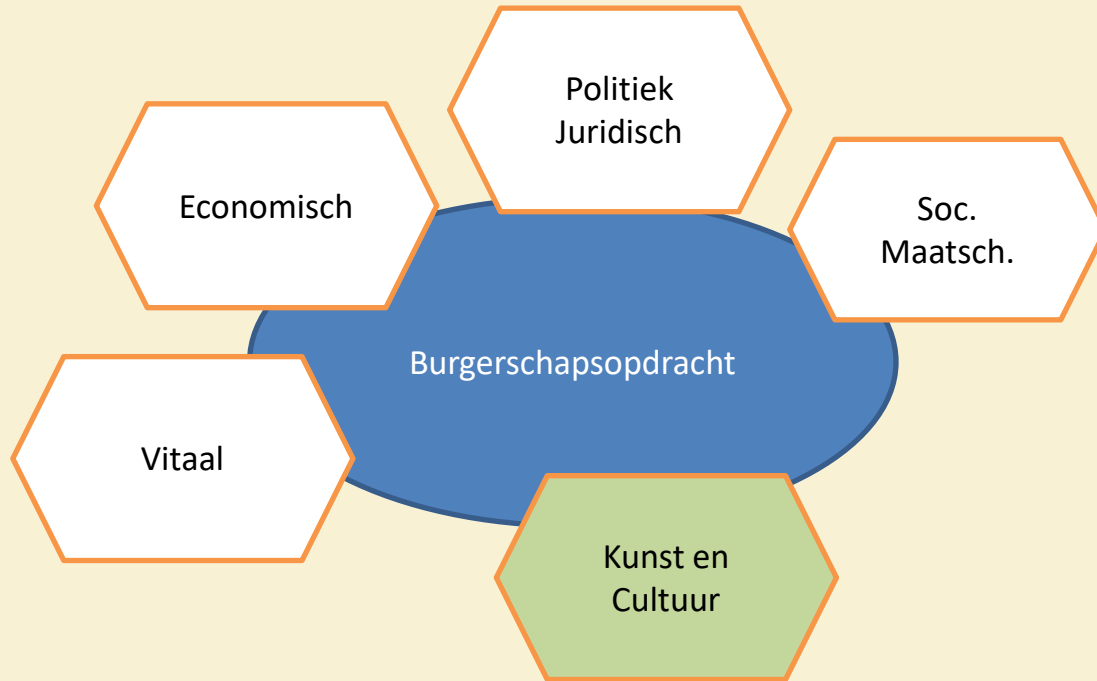 Politiek
Juridisch
Economisch
Soc.
Maatsch.
Burgerschapsopdracht
Vitaal
Kunst en
Cultuur